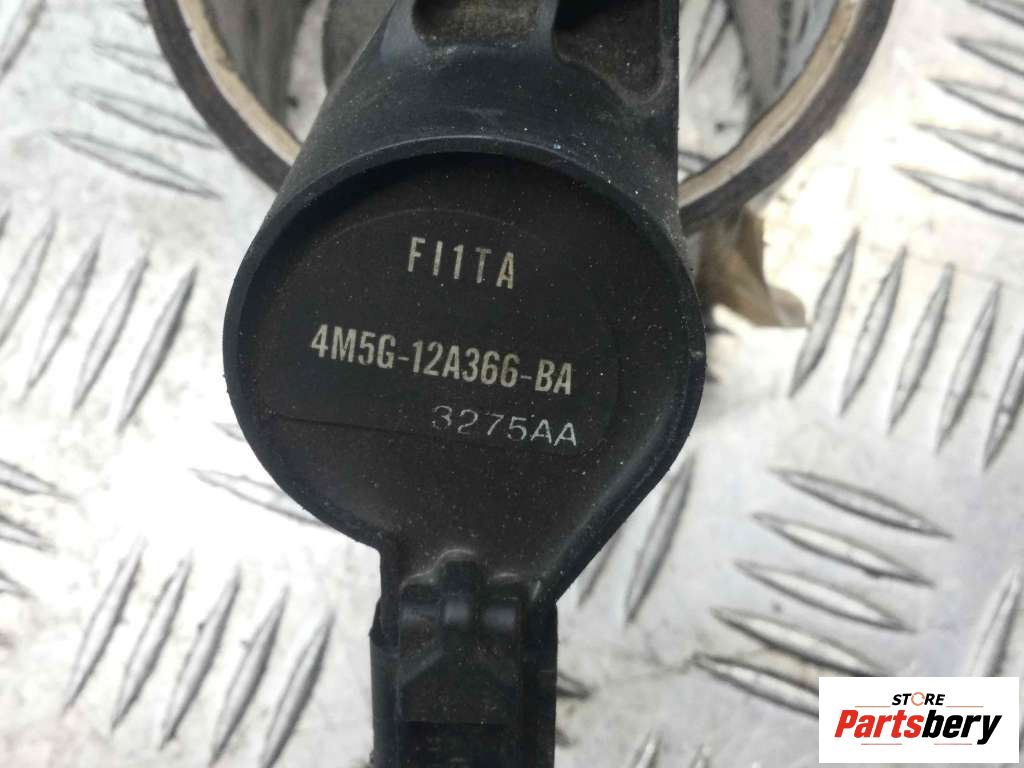 FI1TA
4M5G-12A366-BA
3275AA
STORE
Partsbery